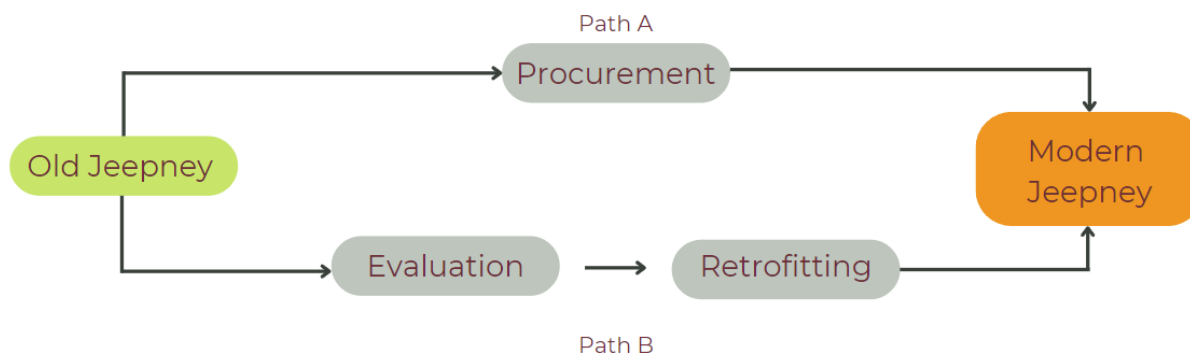 Path A
Procurement
Old Jeepney
Modern
Jeepney
Evaluation
Retrofitting
Path B